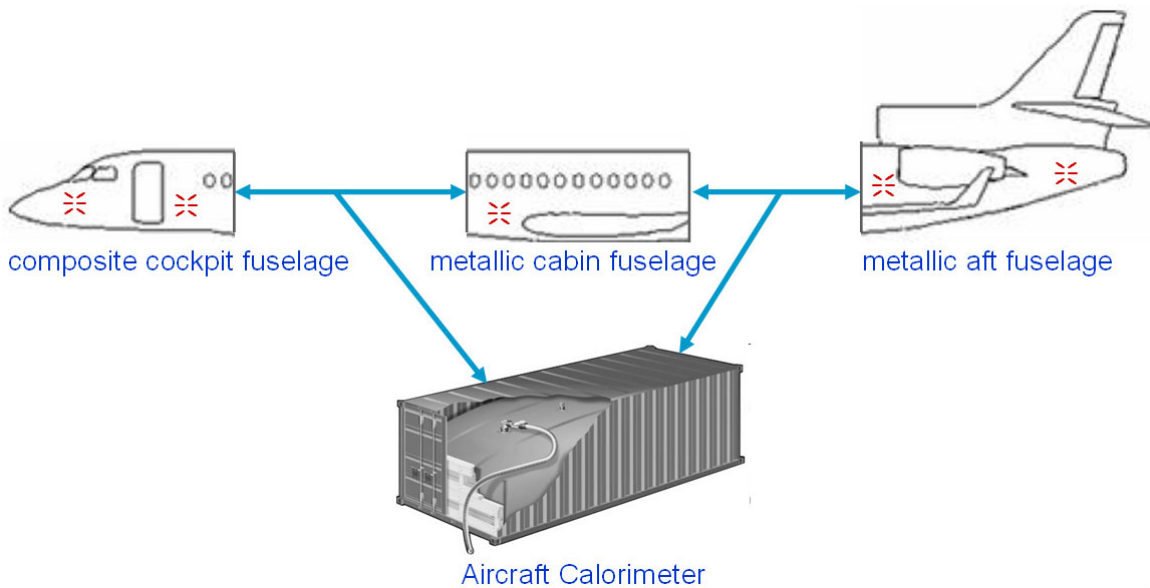 composite cockpit fuselage
metallic cabin fuselage
metallic aft fuselage
Aircraft Calorimeter